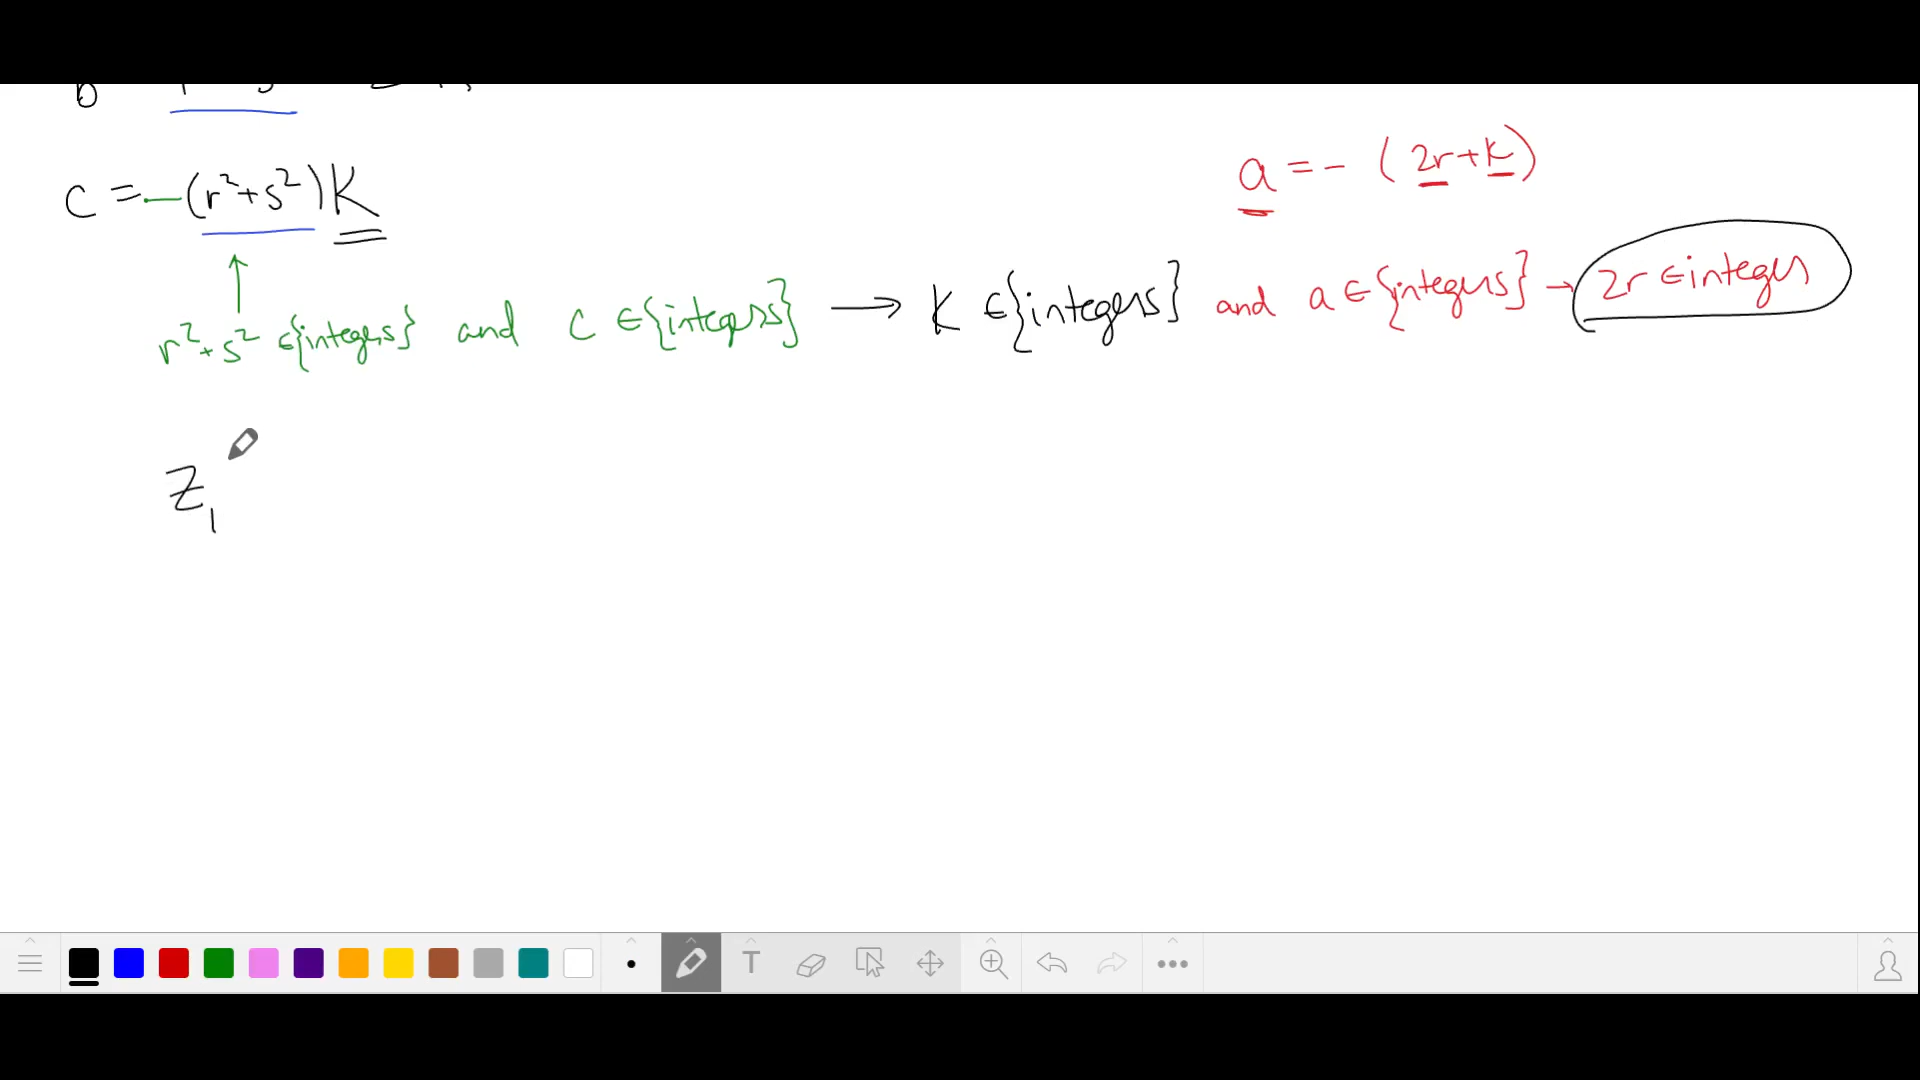 b
C = -(r²+s²)K
a = - (2r+k)
r²+s² ∈{integers} and C ∈{integers} → K ∈{integers} and a ∈{integers} → 2r ∈ integers
Z₁
T